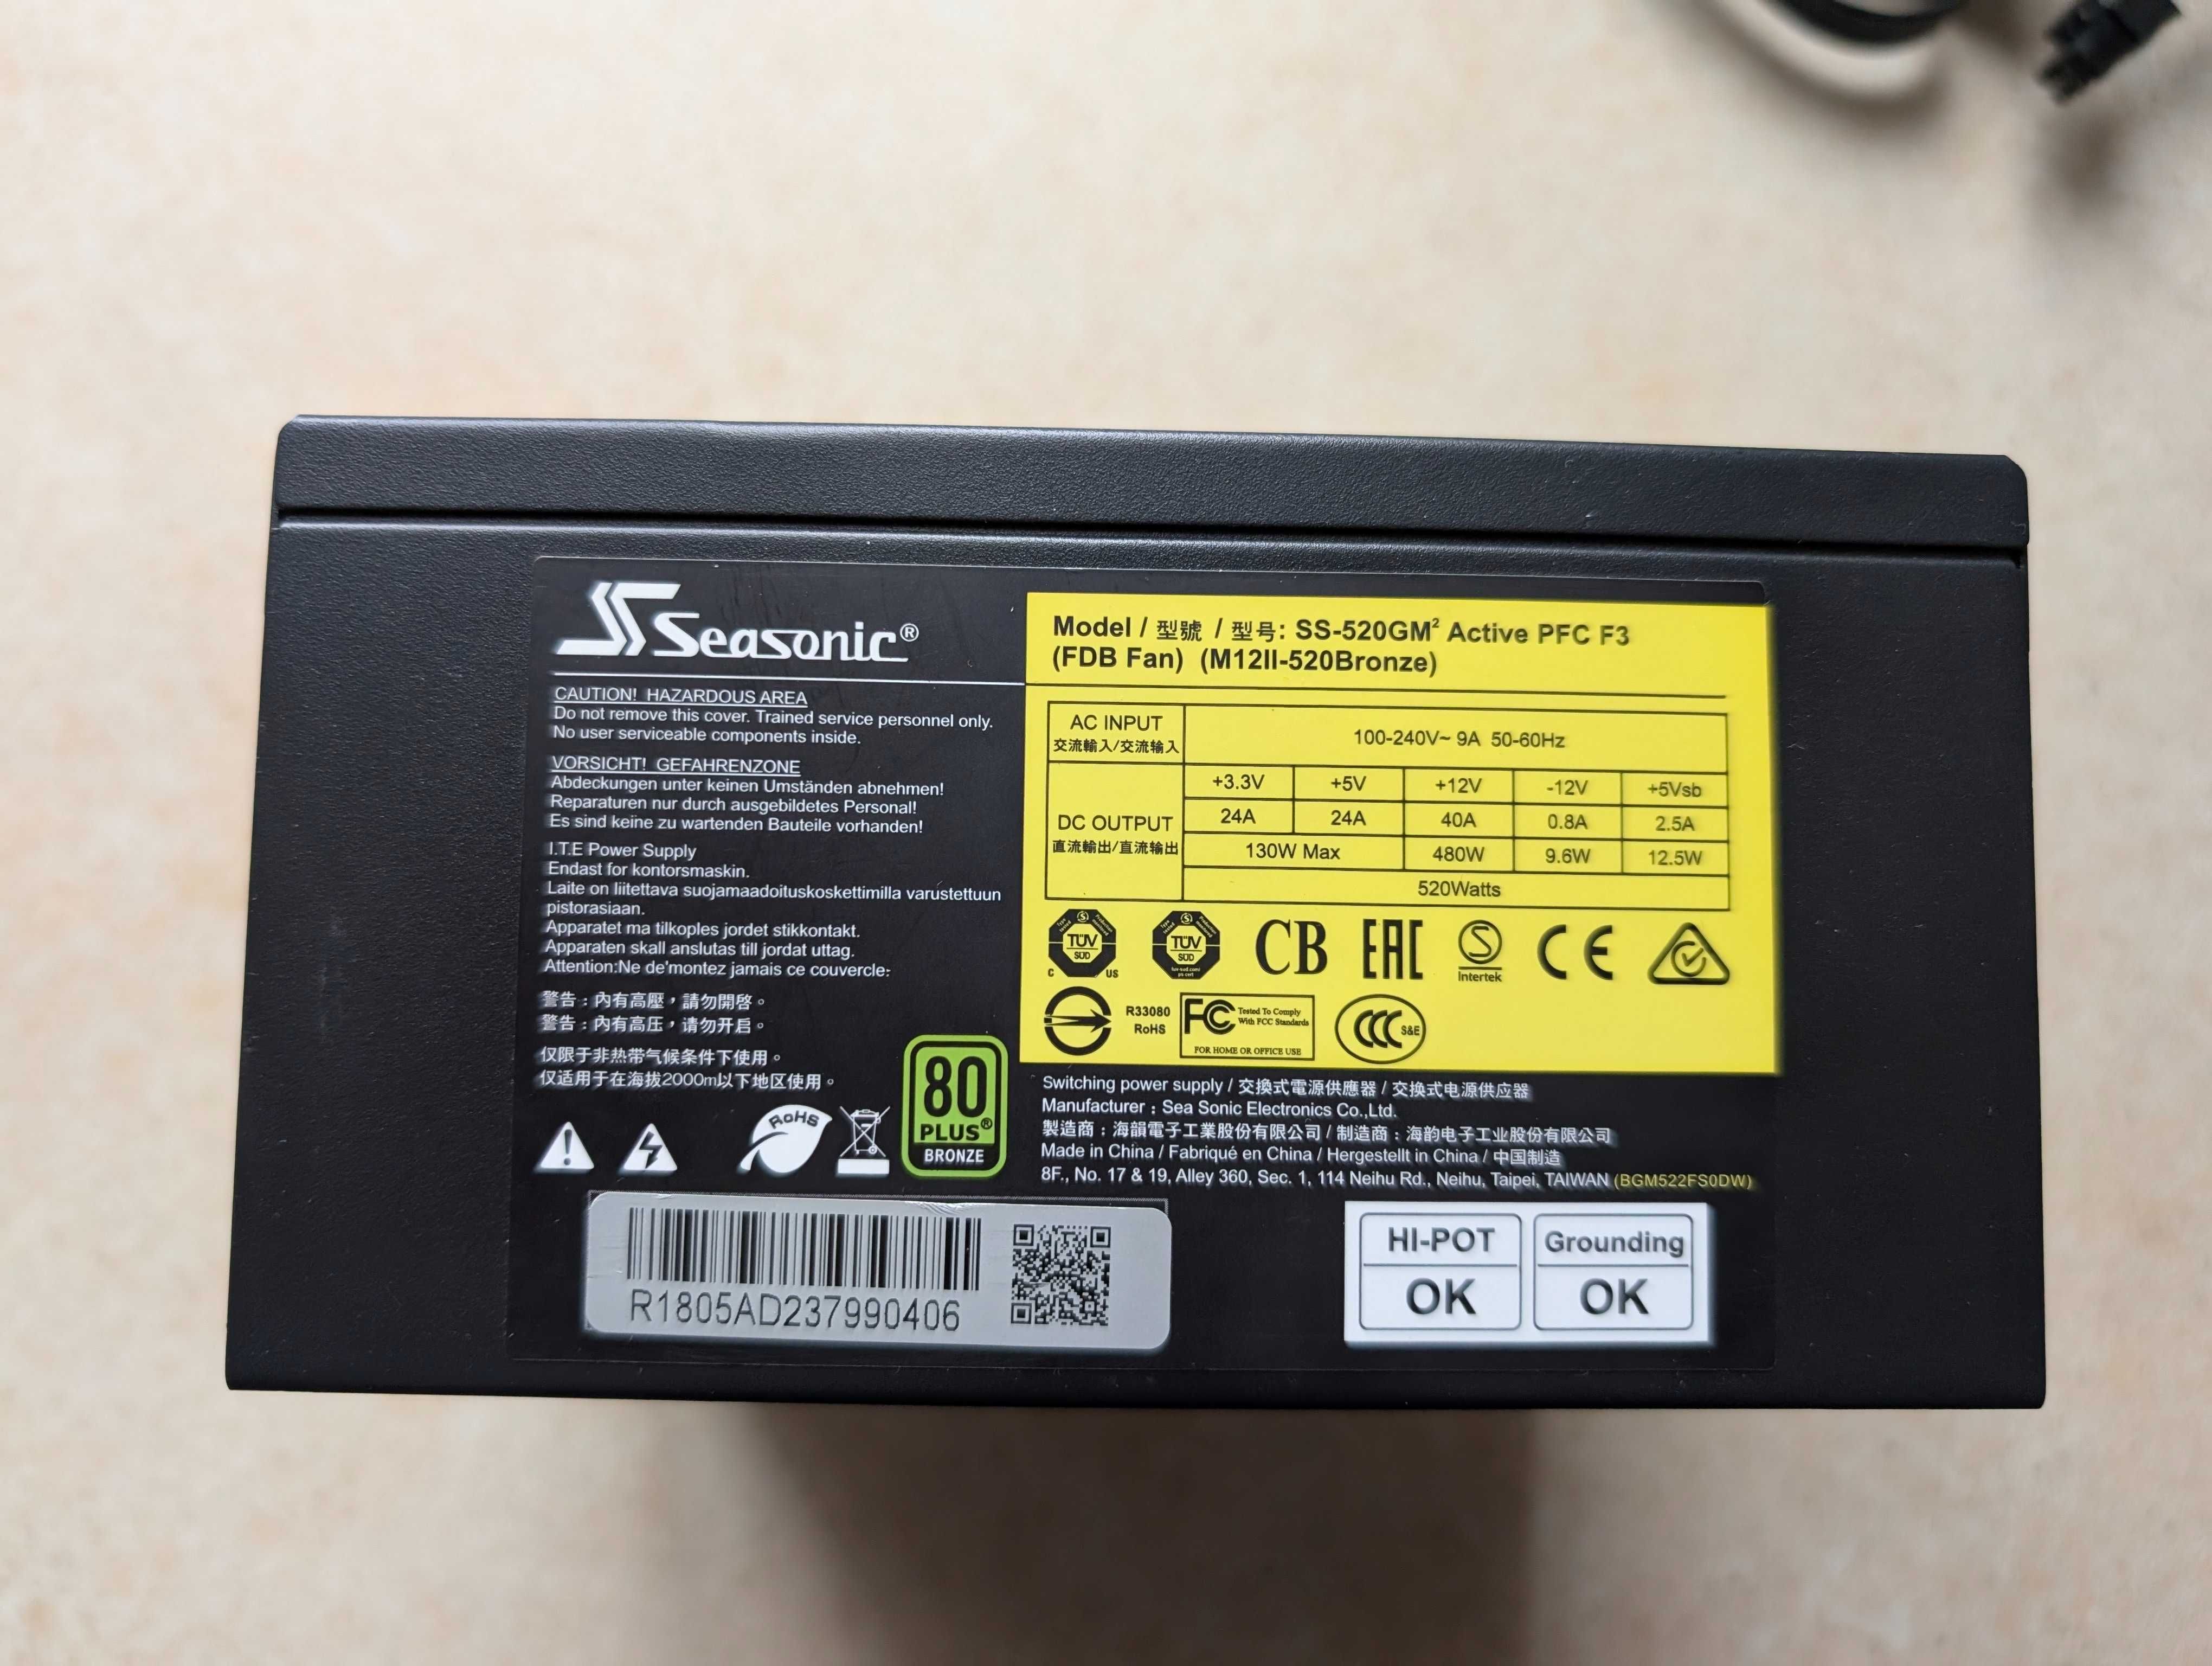 Seasonic®
CAUTION! HAZARDOUS AREA
Do not remove this cover. Trained service personnel only.
No user serviceable components inside.
VORSICHT! GEFAHRENZONE
Abdeckungen unter keinen Umständen abnehmen!
Reparaturen nur durch ausgebildetes Personal!
Es sind keine zu wartenden Bauteile vorhanden!
I.T.E Power Supply
Endast for kontorsmaskin.
Laite on liitettava suojamaadoituskoskettimilla varustettuun
pistorasiaan.
Apparatet ma tilkoples jordet stikkontakt.
Apparaten skall anslutas till jordat uttag.
Attention:Ne de'montez jamais ce couvercle:
警告：內有高壓，請勿開啓。
警告：内有高压，请勿开启。
仅限于非热带气候条件下使用。
仅适用于在海拔2000m以下地区使用。
RoHS
80
PLUS®
BRONZE
Model / 型號 / 型号: SS-520GM² Active PFC F3
(FDB Fan) (M12II-520Bronze)
AC INPUT
交流輸入/交流输入
100-240V~ 9A 50-60Hz
DC OUTPUT
直流輸出/直流输出
+3.3V +5V +12V -12V +5Vsb
24A 24A 40A 0.8A 2.5A
130W Max 480W 9.6W 12.5W
520Watts
TÜV
SÜD
C US
TÜV
SÜD
CB
EAC
S
Intertek
CE
R33080
RoHS
FC
Tested To Comply
With FCC Standards
FOR HOME OR OFFICE USE
CCC S&E
Switching power supply / 交換式電源供應器 / 交换式电源供应器
Manufacturer : Sea Sonic Electronics Co.,Ltd.
製造商：海韻電子工業股份有限公司 / 制造商：海韵电子工业股份有限公司
Made in China / Fabriqué en China / Hergestellt in China / 中国制造
8F., No. 17 & 19, Alley 360, Sec. 1, 114 Neihu Rd., Neihu, Taipei, TAIWAN (BGM522FS0DW)
R1805AD237990406
HI-POT
OK
Grounding
OK